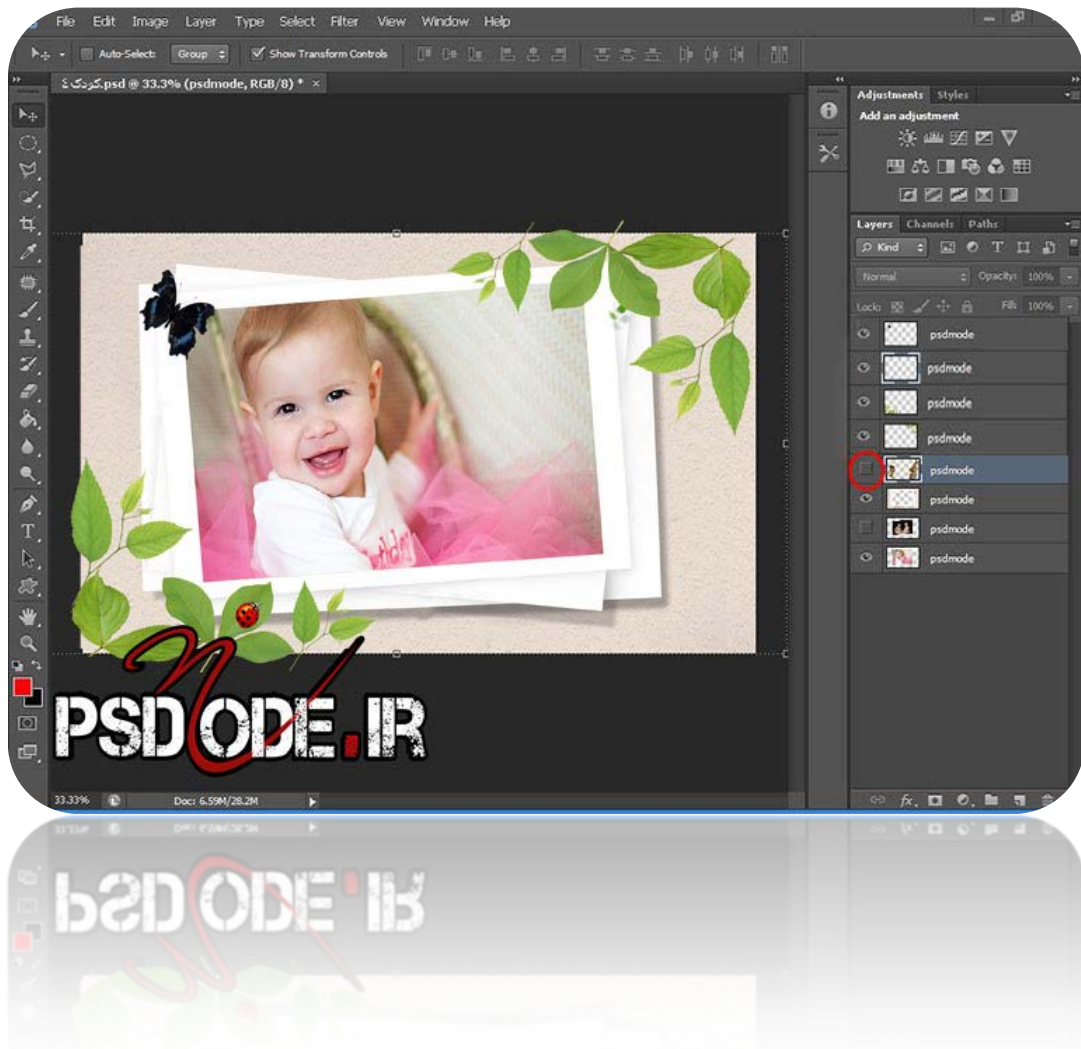 File Edit Image Layer Type Select Filter View Window Help
Auto-Select: Group Show Transform Controls
کودک ٤.psd @ 33.3% (psdmode, RGB/8) * ×
Adjustments Styles
Add an adjustment
Layers Channels Paths
Kind
Normal Opacity: 100%
Lock: Fill: 100%
psdmode
psdmode
psdmode
psdmode
psdmode
psdmode
psdmode
psdmode
PSDMODE.IR
33.33% Doc: 6.59M/28.2M